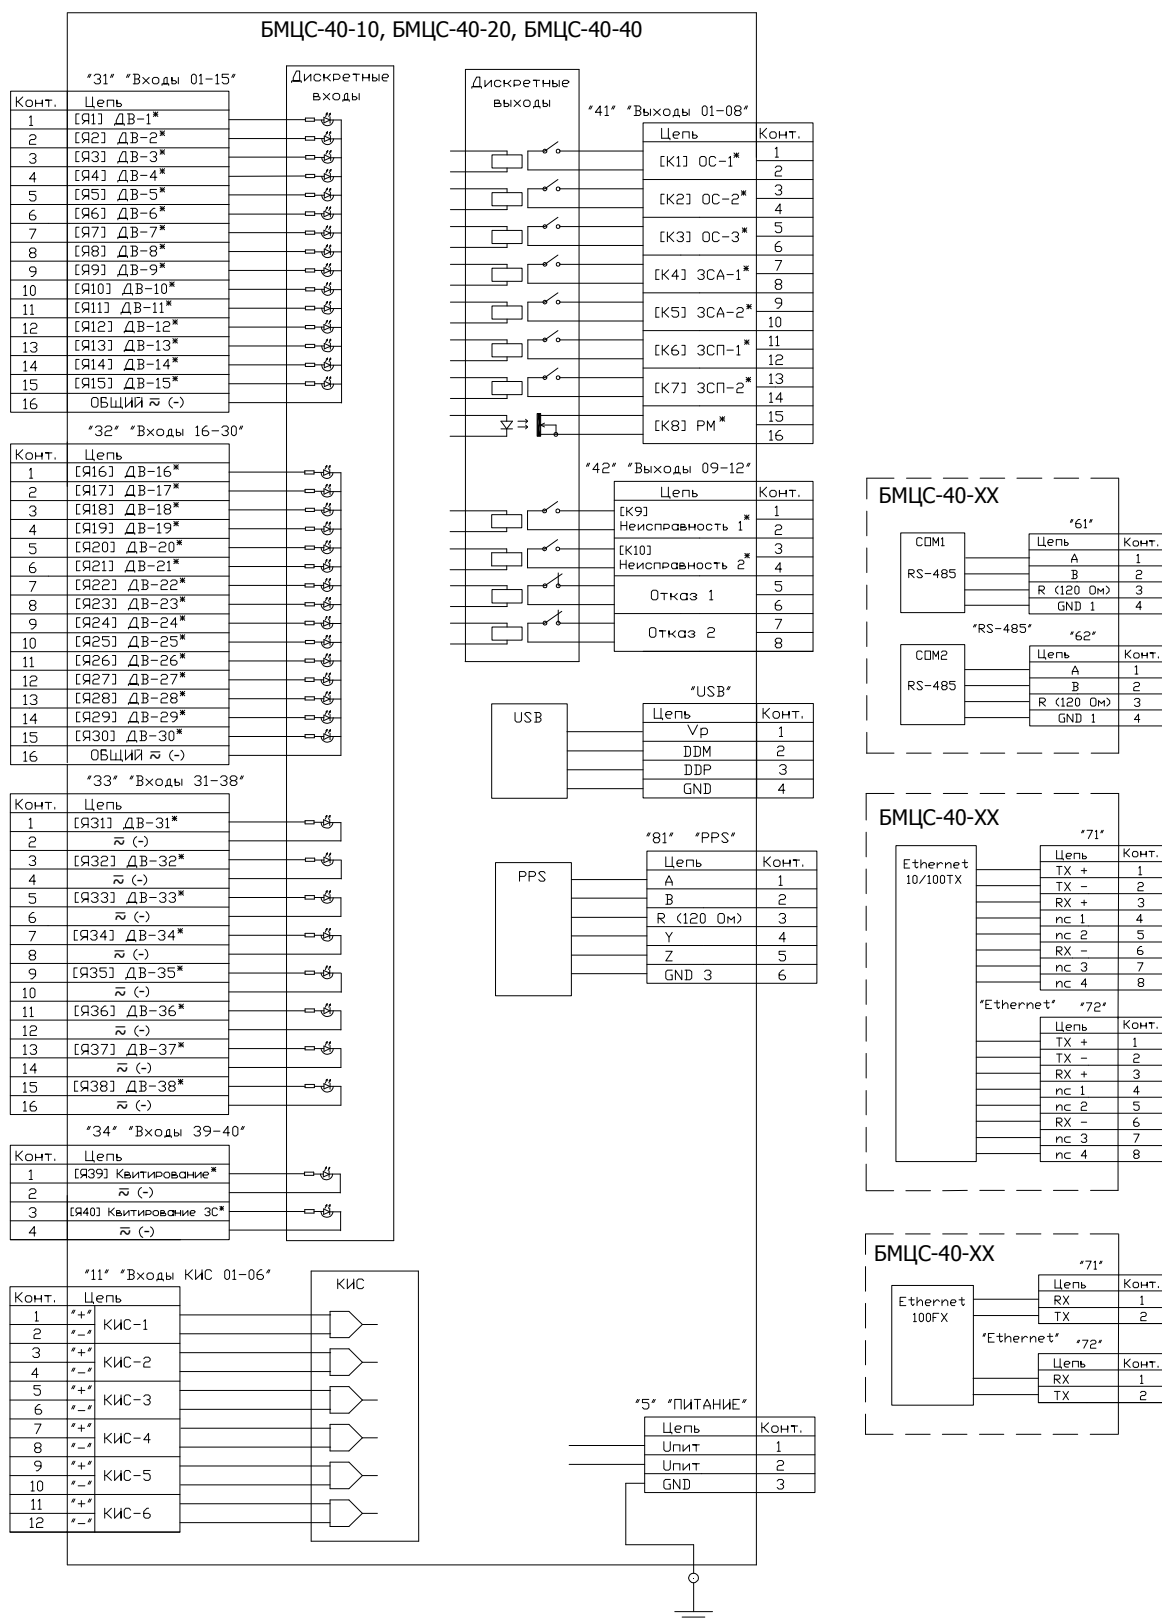 БМЦС-40-10, БМЦС-40-20, БМЦС-40-40
"31" "Входы 01-15"
Конт. Цепь
1 [Я1] ДВ-1*
2 [Я2] ДВ-2*
3 [Я3] ДВ-3*
4 [Я4] ДВ-4*
5 [Я5] ДВ-5*
6 [Я6] ДВ-6*
7 [Я7] ДВ-7*
8 [Я8] ДВ-8*
9 [Я9] ДВ-9*
10 [Я10] ДВ-10*
11 [Я11] ДВ-11*
12 [Я12] ДВ-12*
13 [Я13] ДВ-13*
14 [Я14] ДВ-14*
15 [Я15] ДВ-15*
16 ОБЩИЙ ≂ (-)
"32" "Входы 16-30"
Конт. Цепь
1 [Я16] ДВ-16*
2 [Я17] ДВ-17*
3 [Я18] ДВ-18*
4 [Я19] ДВ-19*
5 [Я20] ДВ-20*
6 [Я21] ДВ-21*
7 [Я22] ДВ-22*
8 [Я23] ДВ-23*
9 [Я24] ДВ-24*
10 [Я25] ДВ-25*
11 [Я26] ДВ-26*
12 [Я27] ДВ-27*
13 [Я28] ДВ-28*
14 [Я29] ДВ-29*
15 [Я30] ДВ-30*
16 ОБЩИЙ ≂ (-)
"33" "Входы 31-38"
Конт. Цепь
1 [Я31] ДВ-31*
2 ≂ (-)
3 [Я32] ДВ-32*
4 ≂ (-)
5 [Я33] ДВ-33*
6 ≂ (-)
7 [Я34] ДВ-34*
8 ≂ (-)
9 [Я35] ДВ-35*
10 ≂ (-)
11 [Я36] ДВ-36*
12 ≂ (-)
13 [Я37] ДВ-37*
14 ≂ (-)
15 [Я38] ДВ-38*
16 ≂ (-)
"34" "Входы 39-40"
Конт. Цепь
1 [Я39] Квитирование*
2 ≂ (-)
3 [Я40] Квитирование ЗС*
4 ≂ (-)
"11" "Входы КИС 01-06"
Конт. Цепь
1 "+"
КИС-1
2 "-"
3 "+"
КИС-2
4 "-"
5 "+"
КИС-3
6 "-"
7 "+"
КИС-4
8 "-"
9 "+"
КИС-5
10 "-"
11 "+"
КИС-6
12 "-"
Дискретные
входы
КИС
Дискретные
выходы
"41" "Выходы 01-08"
Цепь Конт.
1
[К1] ОС-1*
2
3
[К2] ОС-2*
4
5
[К3] ОС-3*
6
7
[К4] ЗСА-1*
8
9
[К5] ЗСА-2*
10
11
[К6] ЗСП-1*
12
13
[К7] ЗСП-2*
14
15
[К8] РМ*
16
"42" "Выходы 09-12"
Цепь Конт.
[К9] 1
Неисправность 1* 2
[К10] 3
Неисправность 2* 4
5
Отказ 1
6
7
Отказ 2
8
"USB"
USB
Цепь Конт.
Vp 1
DDM 2
DDP 3
GND 4
"81" "PPS"
PPS
Цепь Конт.
A 1
B 2
R (120 Ом) 3
Y 4
Z 5
GND 3 6
"5" "ПИТАНИЕ"
Цепь Конт.
Uпит 1
Uпит 2
GND 3
БМЦС-40-XX
"61"
COM1
RS-485
Цепь Конт.
A 1
B 2
R (120 Ом) 3
GND 1 4
"RS-485" "62"
COM2
RS-485
Цепь Конт.
A 1
B 2
R (120 Ом) 3
GND 1 4
БМЦС-40-XX
"71"
Ethernet
10/100TX
Цепь Конт.
TX + 1
TX - 2
RX + 3
nc 1 4
nc 2 5
RX - 6
nc 3 7
nc 4 8
"Ethernet" "72"
Цепь Конт.
TX + 1
TX - 2
RX + 3
nc 1 4
nc 2 5
RX - 6
nc 3 7
nc 4 8
БМЦС-40-XX
"71"
Ethernet
100FX
Цепь Конт.
RX 1
TX 2
"Ethernet" "72"
Цепь Конт.
RX 1
TX 2